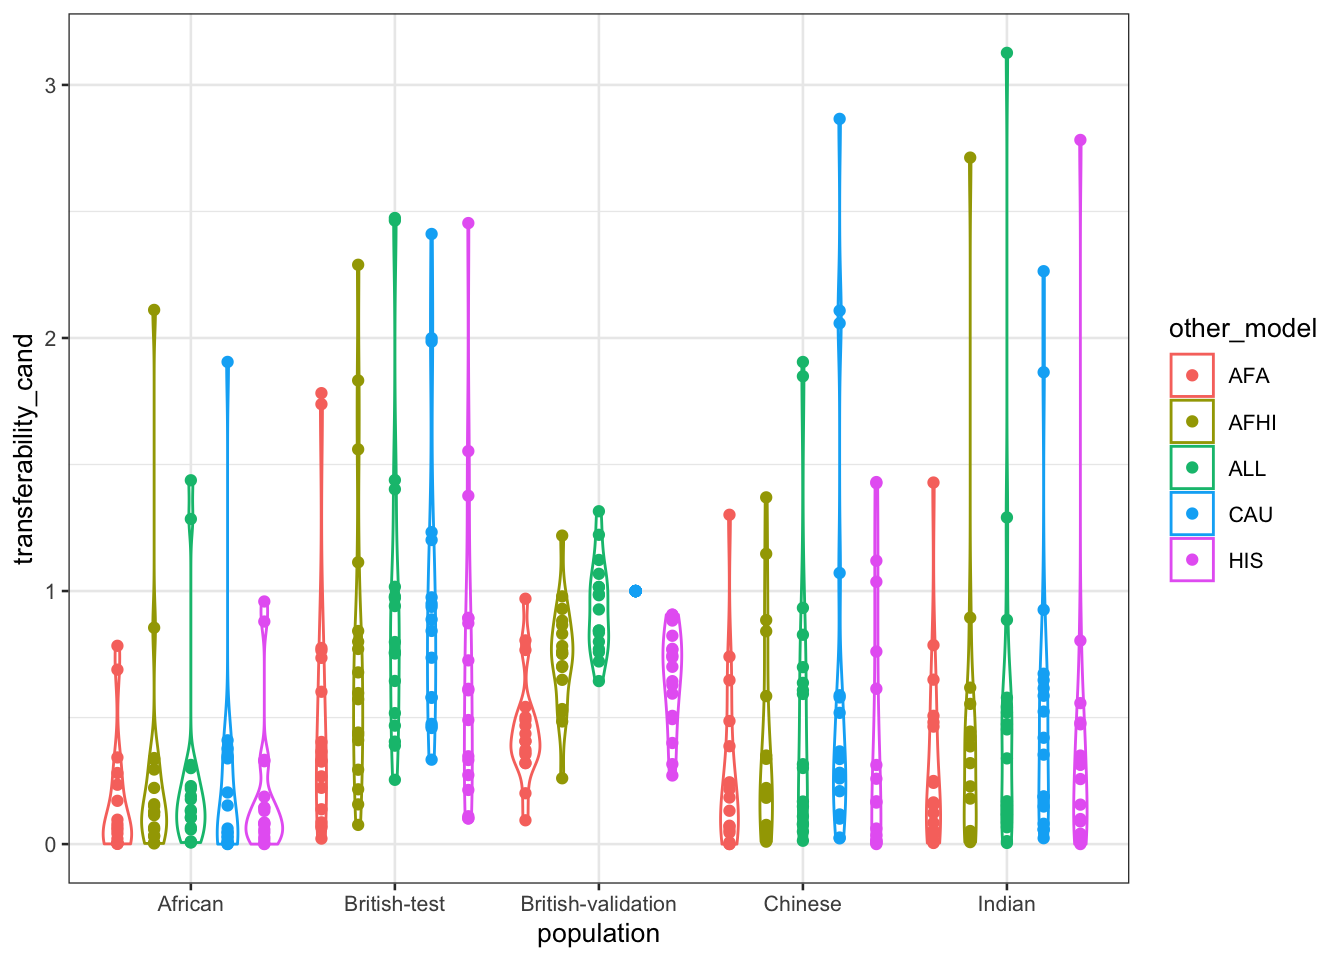 3
2
1
0
transferability_cand
African
British-test
British-validation
Chinese
Indian
population
other_model
AFA
AFHI
ALL
CAU
HIS